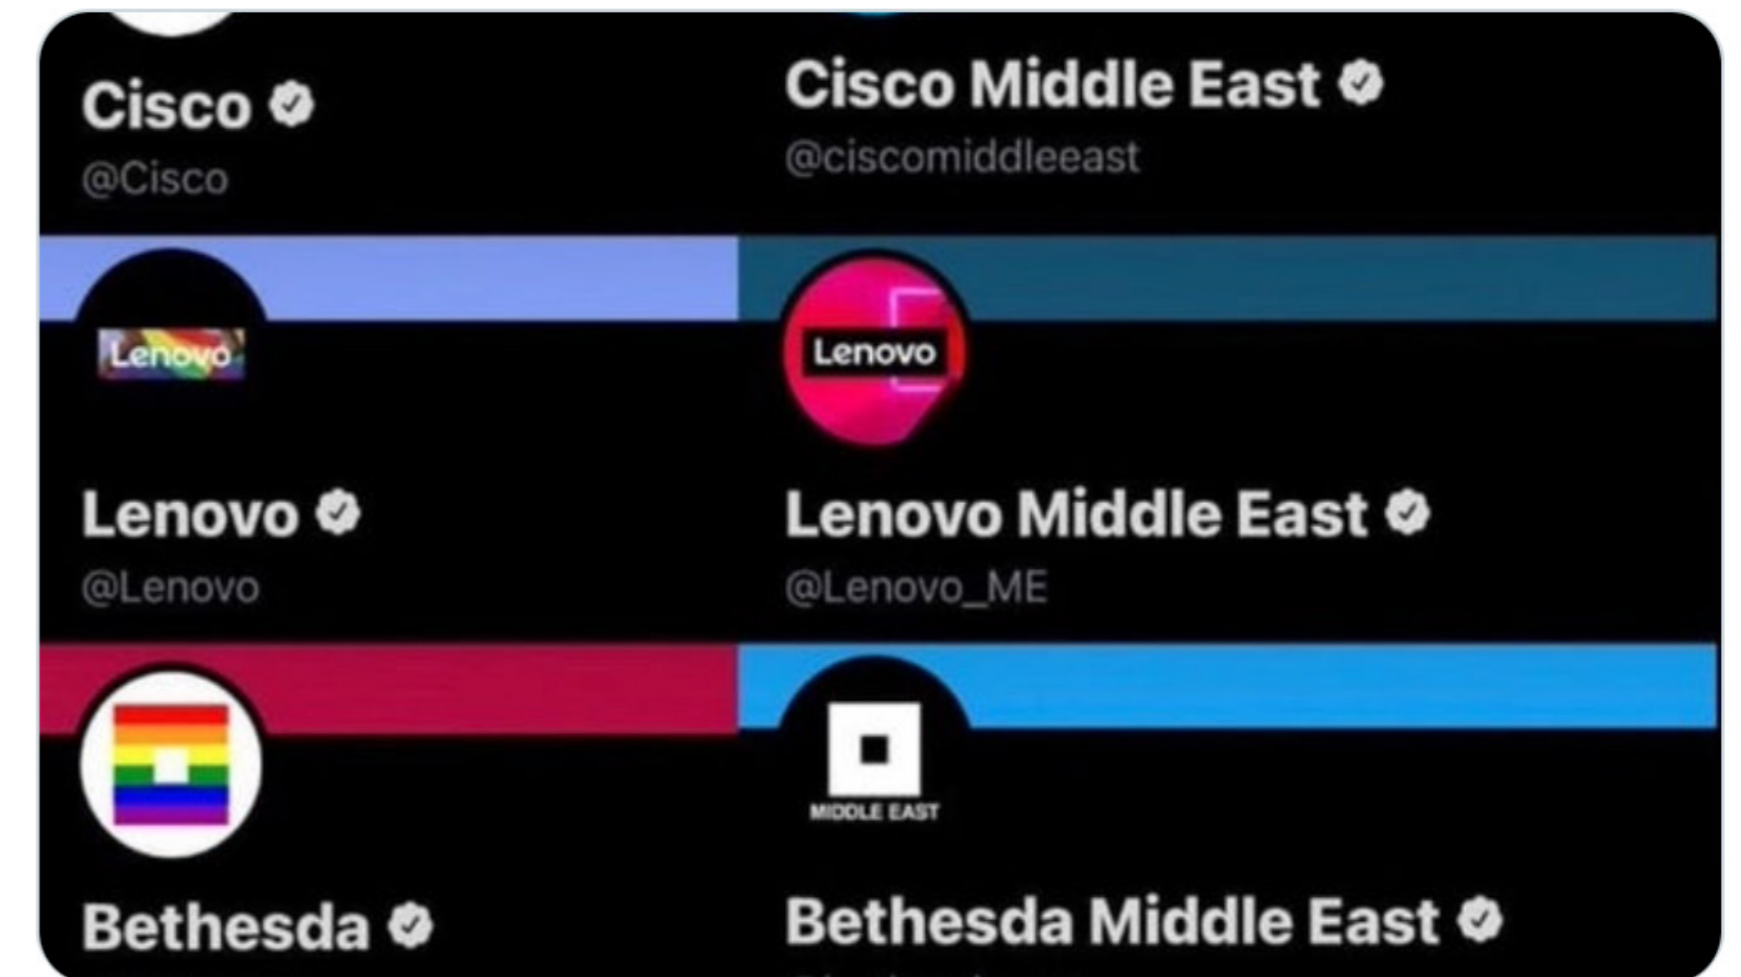 Cisco
@Cisco
Cisco Middle East
@ciscomiddleeast
Lenovo
Lenovo
@Lenovo
Lenovo
Lenovo Middle East
@Lenovo_ME
Bethesda
MIDDLE EAST
Bethesda Middle East